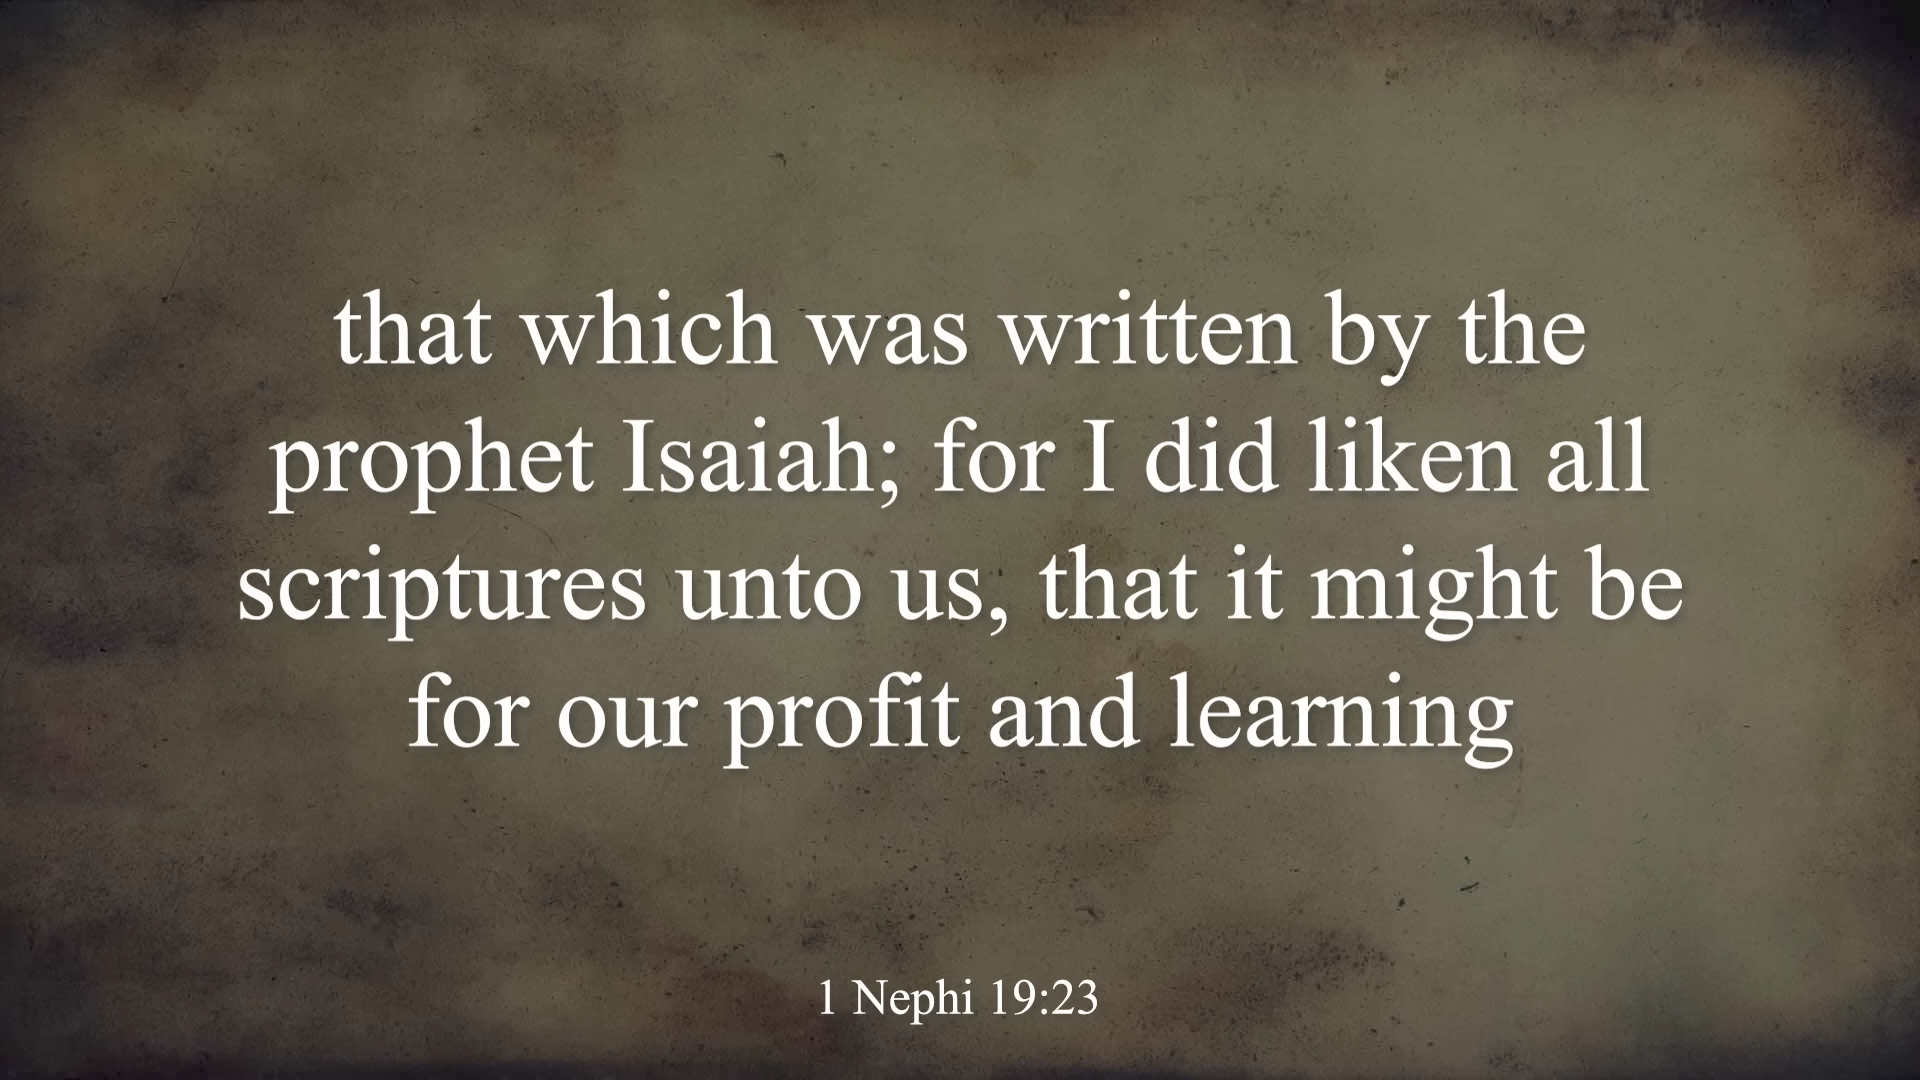 that which was written by the
prophet Isaiah; for I did liken all
scriptures unto us, that it might be
for our profit and learning
1 Nephi 19:23